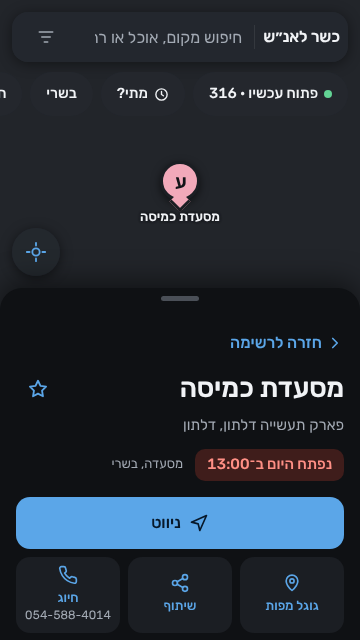 כשר לאנ״ש
חיפוש מקום, אוכל או
פתוח עכשיו • 316
מתי?
בשרי
ע
מסעדת כמיסה
חזרה לרשימה
מסעדת כמיסה
פארק תעשייה דלתון, דלתון
נפתח היום ב־13:00
מסעדה, בשרי
ניווט
גוגל מפות
שיתוף
חיוג
054-588-4014